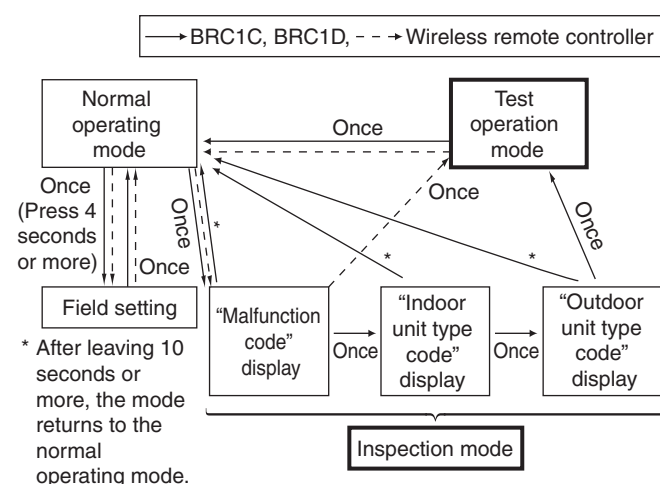 BRC1C, BRC1D, Wireless remote controller
Normal
operating
mode
Test
operation
mode
Once
Once
(Press 4
seconds
or more)
Once
Once
*
Once
*
*
Once
Field setting
“Malfunction
code”
display
Once
“Indoor
unit type
code”
display
Once
“Outdoor
unit type
code”
display
* After leaving 10
seconds or
more, the mode
returns to the
normal
operating mode.
Inspection mode